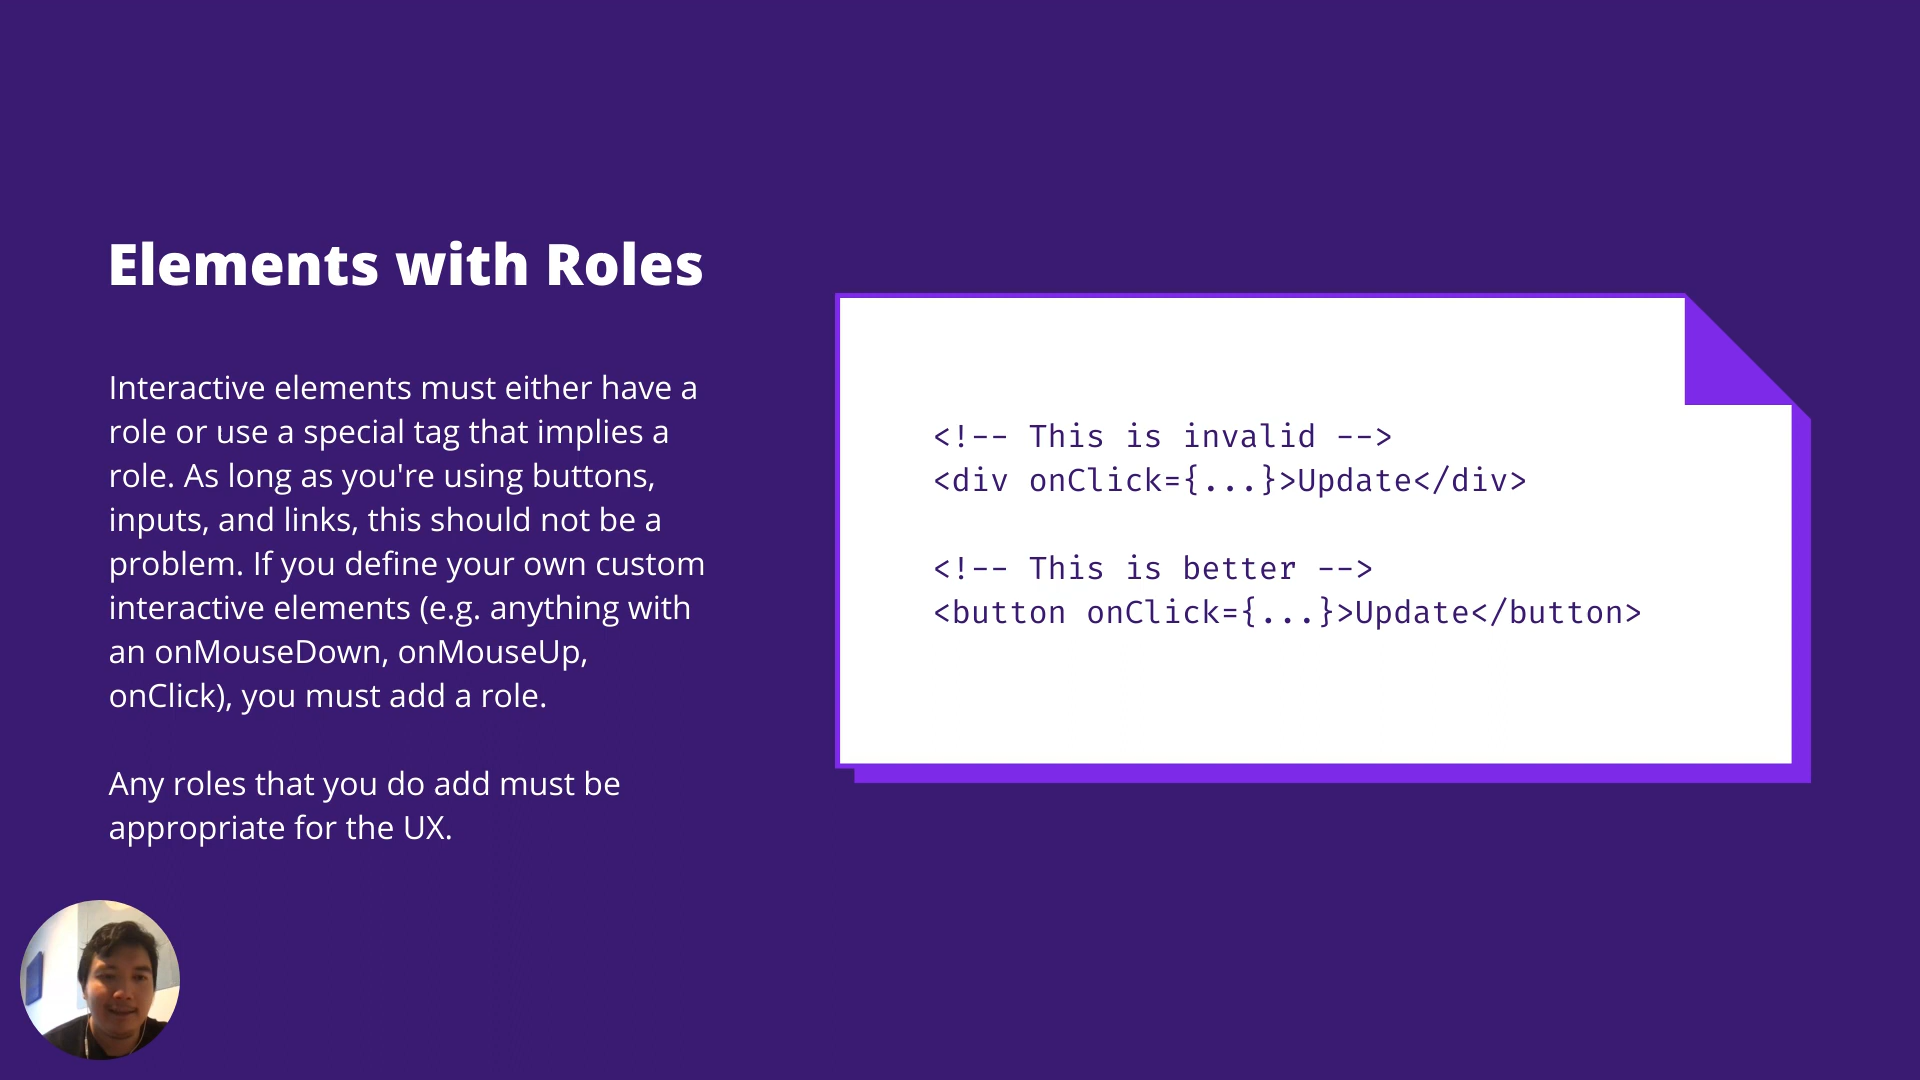 Elements with Roles
Interactive elements must either have a
role or use a special tag that implies a
role. As long as you're using buttons,
inputs, and links, this should not be a
problem. If you define your own custom
interactive elements (e.g. anything with
an onMouseDown, onMouseUp,
onClick), you must add a role.
Any roles that you do add must be
appropriate for the UX.
<!-- This is invalid -->
<div onClick={...}>Update</div>
<!-- This is better -->
<button onClick={...}>Update</button>